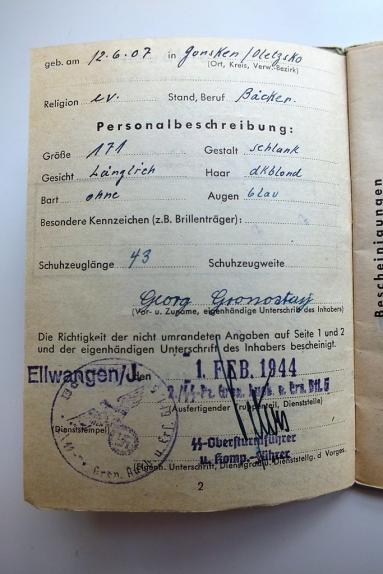 geb. am 12.6.07 in Gonsken/Oletzko
(Ort, Kreis, Verw.-Bezirk)
Religion ev. Stand, Beruf Bäcker.
Personalbeschreibung:
Größe 171 Gestalt schlank
Gesicht Länglich Haar dkblond
Bart ohne Augen blau
Besondere Kennzeichen (z.B. Brillenträger):
Schuhzeuglänge 43 Schuhzeugweite
Georg Gronostay
(Vor- u. Zuname, eigenhändige Unterschrift des Inhabers)
Die Richtigkeit der nicht umrandeten Angaben auf Seite 1 und 2
und der eigenhändigen Unterschrift des Inhabers bescheinigt.
Ellwangen/J. den 1. FEB. 1944
(Ausfertigender Truppenteil, Dienststelle)
(Dienststempel)
SS-Obersturmführer
u. Komp.-Führer
(Eigenh. Unterschrift, Dienstgrad u. Dienststellg. d. Vorges.
2
Bescheinigungen